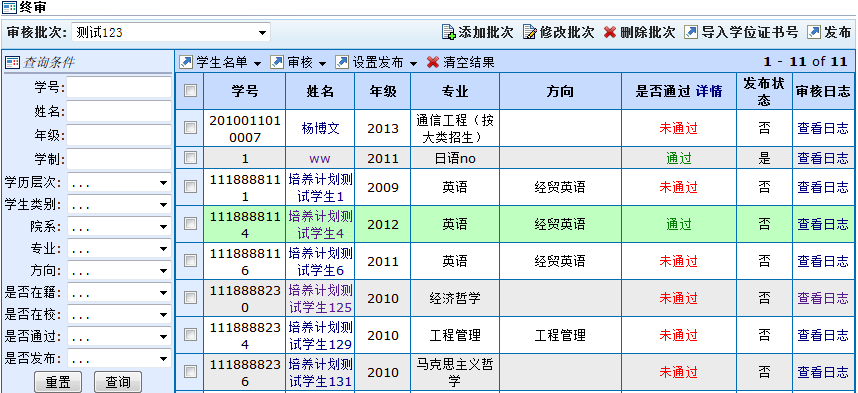 终审
审核批次: 测试123 添加批次 修改批次 删除批次 导入学位证书号 发布
查询条件
学号:
姓名:
年级:
学制:
学历层次: ...
学生类别: ...
院系: ...
专业: ...
方向: ...
是否在籍: ...
是否在校: ...
是否通过: ...
是否发布: ...
重置 查询
学生名单 审核 设置发布 清空结果 1 - 11 of 11
学号 姓名 年级 专业 方向 是否通过 详情 发布状
态 审核日志
201001101
0007 杨博文 2013 通信工程（按
大类招生） 未通过 否 查看日志
1 ww 2011 日语no 通过 是 查看日志
111888811
1 培养计划测
试学生1 2009 英语 经贸英语 未通过 否 查看日志
111888811
4 培养计划测
试学生4 2012 英语 经贸英语 通过 否 查看日志
111888811
6 培养计划测
试学生6 2011 英语 经贸英语 未通过 否 查看日志
111888823
0 培养计划测
试学生125 2010 经济哲学 未通过 否 查看日志
111888823
4 培养计划测
试学生129 2010 工程管理 工程管理 未通过 否 查看日志
111888823
6 培养计划测
试学生131 2010 马克思主义哲
学 未通过 否 查看日志